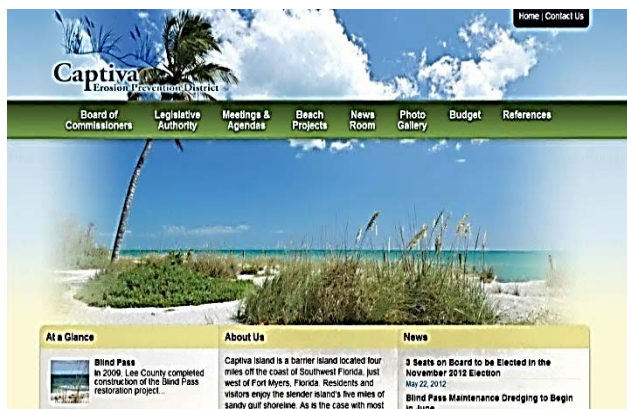 Home | Contact Us
Captiva
Erosion Prevention District
Board of Commissioners
Legislative Authority
Meetings & Agendas
Beach Projects
News Room
Photo Gallery
Budget
References
At a Glance
Blind Pass
In 2009, Lee County completed
construction of the Blind Pass
restoration project...
About Us
Captiva Island is a barrier island located four
miles off the coast of Southwest Florida, just
west of Fort Myers, Florida. Residents and
visitors enjoy the slender island's five miles of
sandy gulf shoreline. As is the case with most
News
3 Seats on Board to be Elected in the
November 2012 Election
May 22, 2012
Blind Pass Maintenance Dredging to Begin
in June